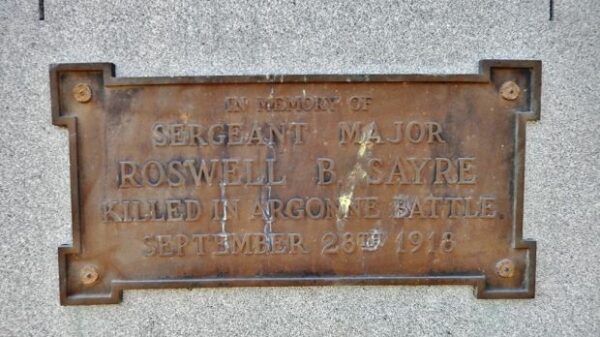 IN MEMORY OF
SERGEANT MAJOR
ROSWELL B. SAYRE
KILLED IN ARGONNE BATTLE
SEPTEMBER 28TH 1918